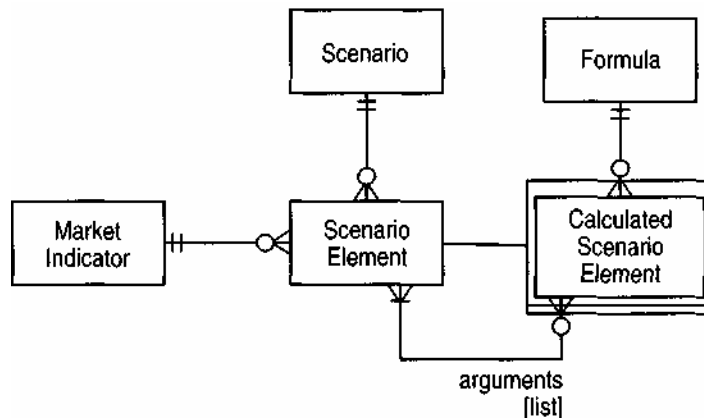 Scenario
Formula
Market
Indicator
Scenario
Element
Calculated
Scenario
Element
arguments
[list]